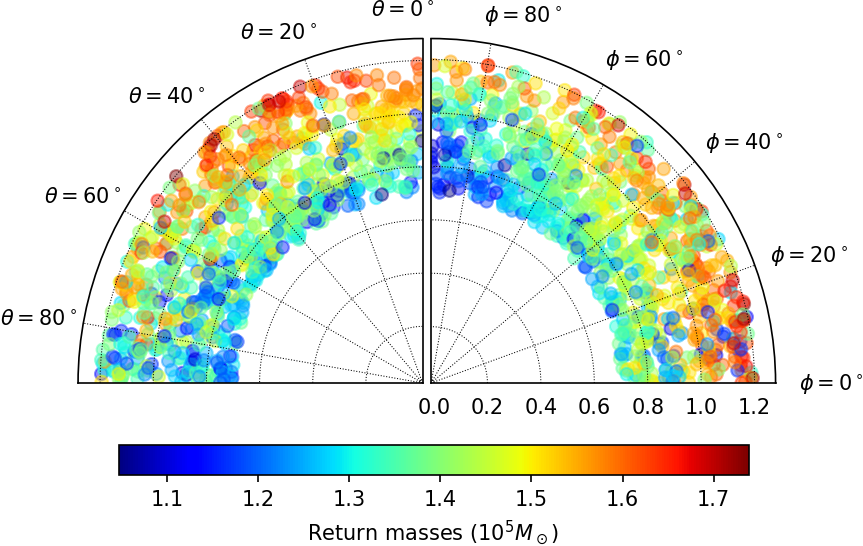 θ = 0°
ϕ = 80°
θ = 20°
ϕ = 60°
θ = 40°
ϕ = 40°
θ = 60°
ϕ = 20°
θ = 80°
ϕ = 0°
0.0 0.2 0.4 0.6 0.8 1.0 1.2
1.1 1.2 1.3 1.4 1.5 1.6 1.7
Return masses (10⁵M⊙)